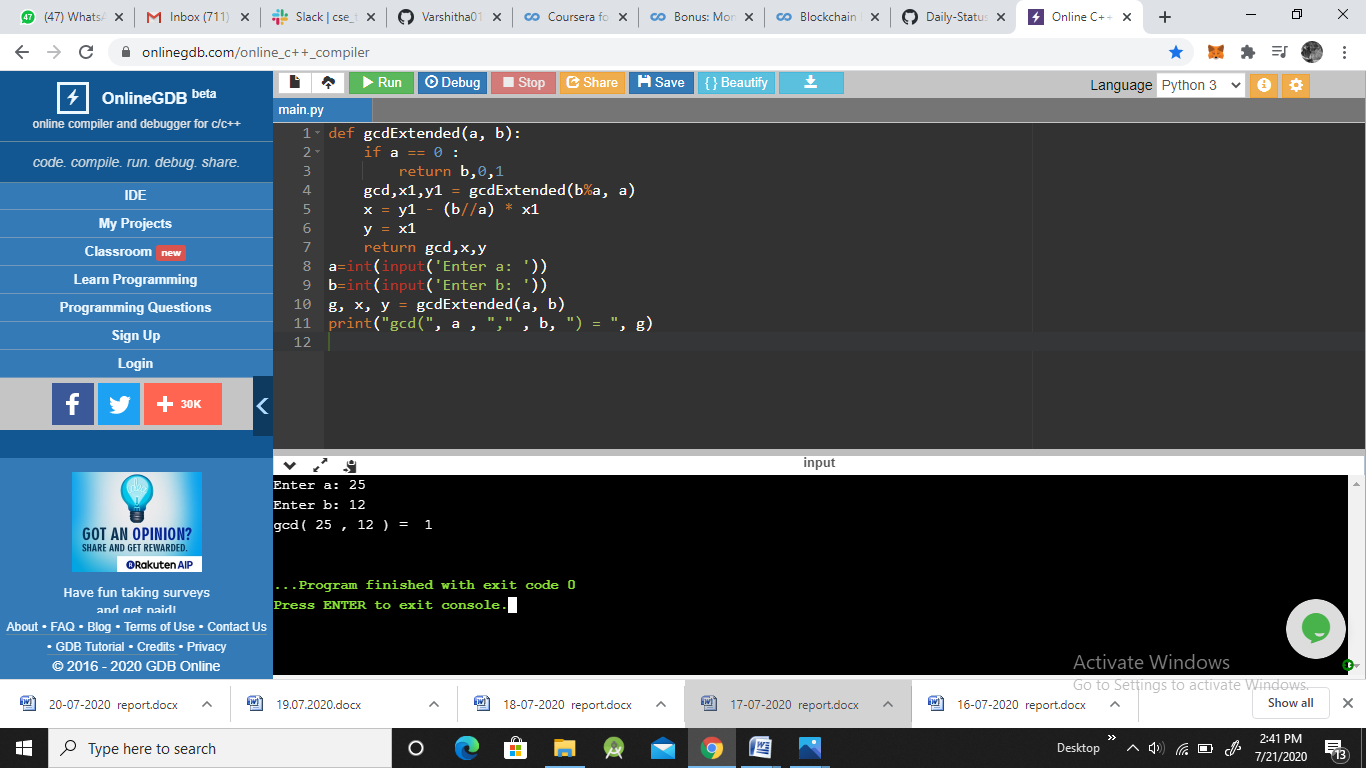 (47) WhatsA
Inbox (711)
Slack | cse_t
Varshitha01
Coursera fo
Bonus: Mon
Blockchain
Daily-Status
Online C++
onlinegdb.com/online_c++_compiler
OnlineGDB beta
online compiler and debugger for c/c++
code. compile. run. debug. share.
IDE
My Projects
Classroom new
Learn Programming
Programming Questions
Sign Up
Login
f + 30K
GOT AN OPINION?
SHARE AND GET REWARDED.
Rakuten AIP
Have fun taking surveys
and get paid!
About • FAQ • Blog • Terms of Use • Contact Us
• GDB Tutorial • Credits • Privacy
© 2016 - 2020 GDB Online
Run Debug Stop Share Save { } Beautify
Language Python 3
main.py
1 def gcdExtended(a, b):
2 if a == 0 :
3 return b,0,1
4 gcd,x1,y1 = gcdExtended(b%a, a)
5 x = y1 - (b//a) * x1
6 y = x1
7 return gcd,x,y
8 a=int(input('Enter a: '))
9 b=int(input('Enter b: '))
10 g, x, y = gcdExtended(a, b)
11 print("gcd(", a , "," , b, ") = ", g)
12
input
Enter a: 25
Enter b: 12
gcd( 25 , 12 ) =  1
...Program finished with exit code 0
Press ENTER to exit console.
Activate Windows
Go to Settings to activate Windows.
20-07-2020 report.docx
19.07.2020.docx
18-07-2020 report.docx
17-07-2020 report.docx
16-07-2020 report.docx
Show all
Type here to search
Desktop
2:41 PM
7/21/2020
13